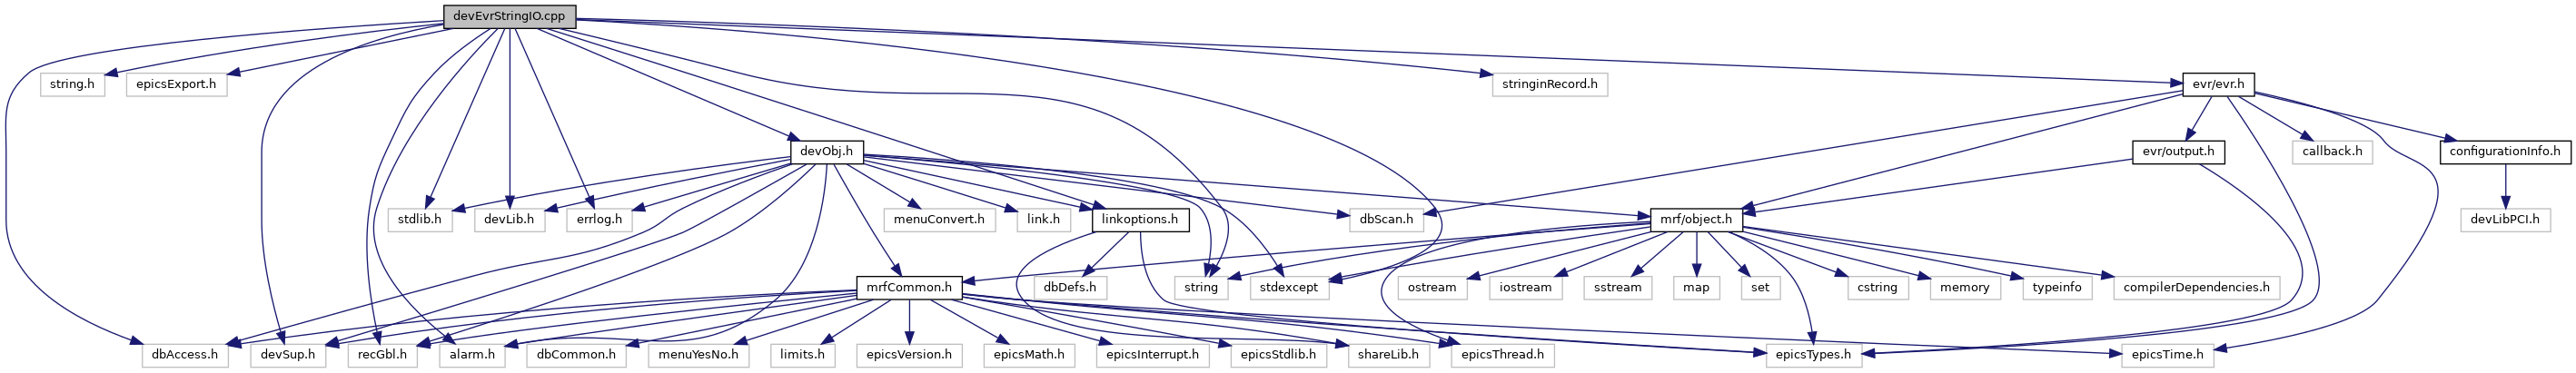 devEvrStringIO.cpp
string.h
epicsExport.h
stringinRecord.h
evr/evr.h
devObj.h
evr/output.h
callback.h
configurationInfo.h
stdlib.h
devLib.h
errlog.h
menuConvert.h
link.h
linkoptions.h
dbScan.h
mrf/object.h
devLibPCI.h
mrfCommon.h
dbDefs.h
string
stdexcept
ostream
iostream
sstream
map
set
cstring
memory
typeinfo
compilerDependencies.h
dbAccess.h
devSup.h
recGbl.h
alarm.h
dbCommon.h
menuYesNo.h
limits.h
epicsVersion.h
epicsMath.h
epicsInterrupt.h
epicsStdlib.h
shareLib.h
epicsThread.h
epicsTypes.h
epicsTime.h